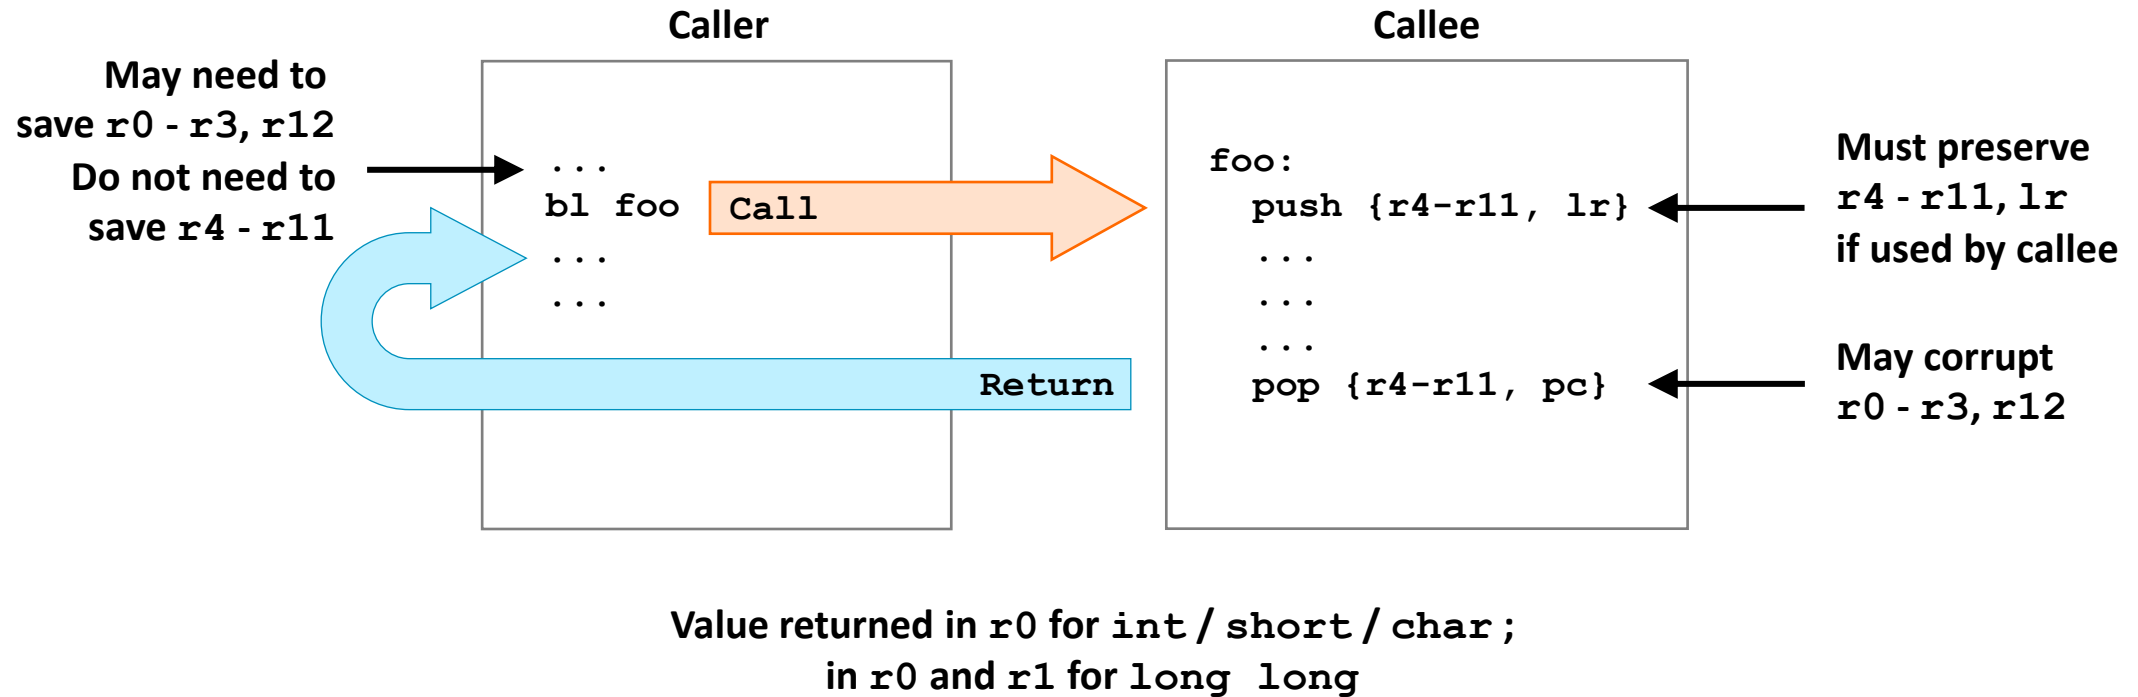 Caller
May need to
save r0 - r3, r12
Do not need to
save r4 - r11
...
bl foo
...
...
Call
Return
Callee
foo:
push {r4-r11, lr}
...
...
...
pop {r4-r11, pc}
Must preserve
r4 - r11, lr
if used by callee
May corrupt
r0 - r3, r12
Value returned in r0 for int / short / char ;
in r0 and r1 for long long